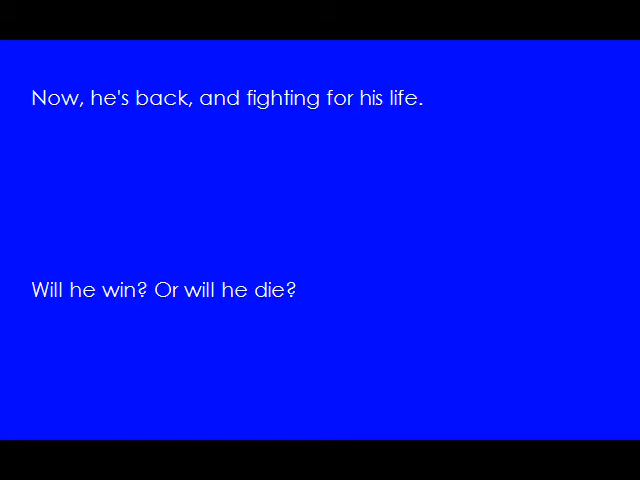 Now, he's back, and fighting for his life.
Will he win? Or will he die?